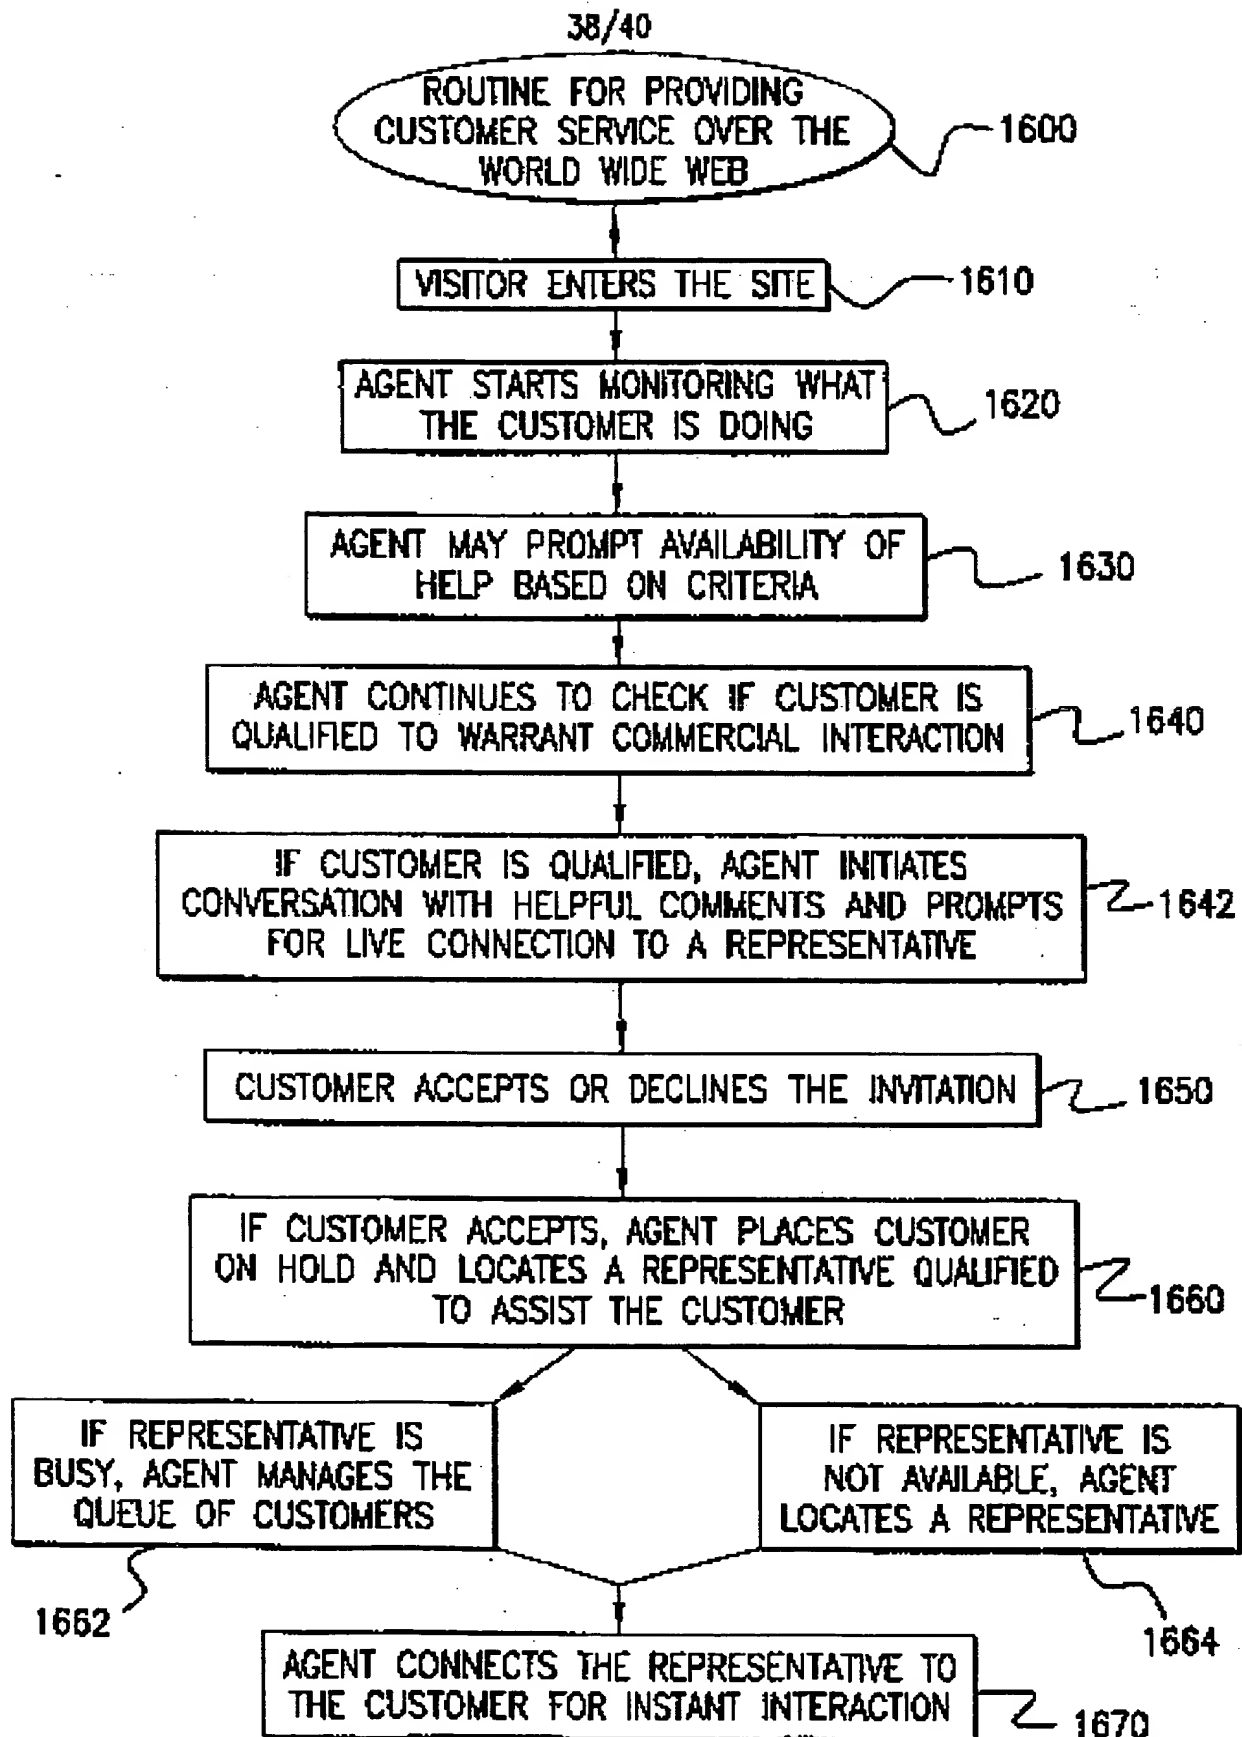 38/40
ROUTINE FOR PROVIDING
CUSTOMER SERVICE OVER THE
WORLD WIDE WEB
1600
VISITOR ENTERS THE SITE
1610
AGENT STARTS MONITORING WHAT
THE CUSTOMER IS DOING
1620
AGENT MAY PROMPT AVAILABILITY OF
HELP BASED ON CRITERIA
1630
AGENT CONTINUES TO CHECK IF CUSTOMER IS
QUALIFIED TO WARRANT COMMERCIAL INTERACTION
1640
IF CUSTOMER IS QUALIFIED, AGENT INITIATES
CONVERSATION WITH HELPFUL COMMENTS AND PROMPTS
FOR LIVE CONNECTION TO A REPRESENTATIVE
1642
CUSTOMER ACCEPTS OR DECLINES THE INVITATION
1650
IF CUSTOMER ACCEPTS, AGENT PLACES CUSTOMER
ON HOLD AND LOCATES A REPRESENTATIVE QUALIFIED
TO ASSIST THE CUSTOMER
1660
IF REPRESENTATIVE IS
BUSY, AGENT MANAGES THE
QUEUE OF CUSTOMERS
1662
IF REPRESENTATIVE IS
NOT AVAILABLE, AGENT
LOCATES A REPRESENTATIVE
1664
AGENT CONNECTS THE REPRESENTATIVE TO
THE CUSTOMER FOR INSTANT INTERACTION
1670